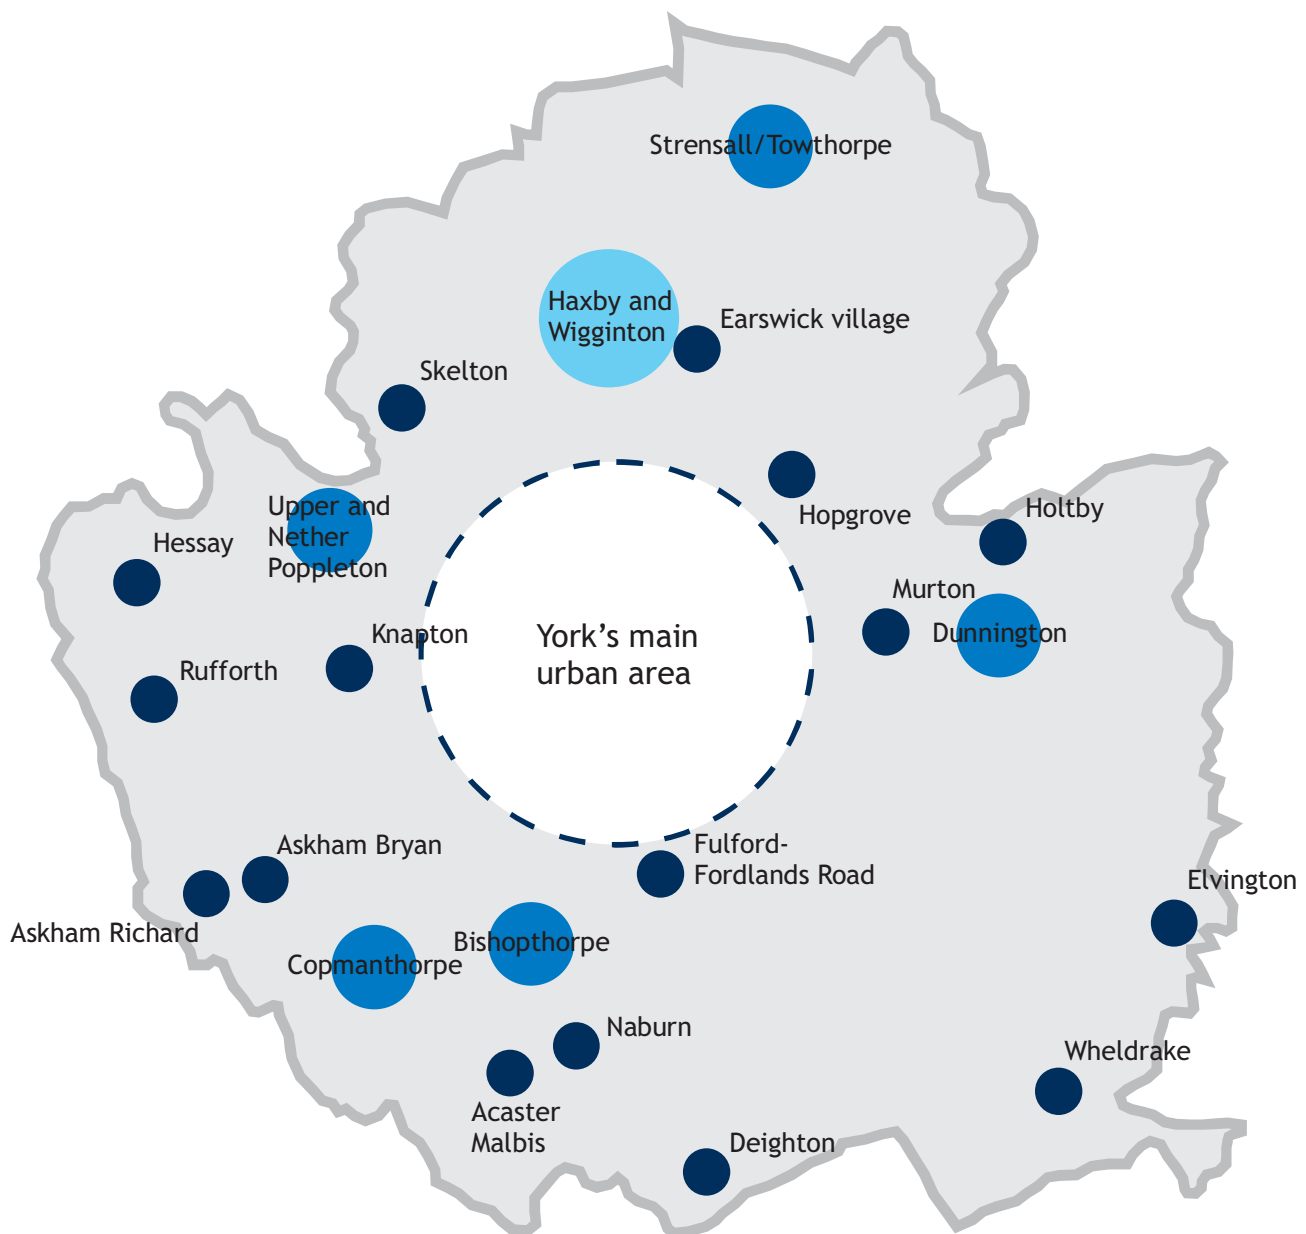 Strensall/Towthorpe
Haxby and
Wigginton
Earswick village
Skelton
Upper and
Nether
Poppleton
Hopgrove
Holtby
Hessay
Murton
Dunnington
Knapton
York’s main
urban area
Rufforth
Askham Bryan
Fulford-
Fordlands Road
Elvington
Askham Richard
Bishopthorpe
Copmanthorpe
Naburn
Wheldrake
Acaster
Malbis
Deighton